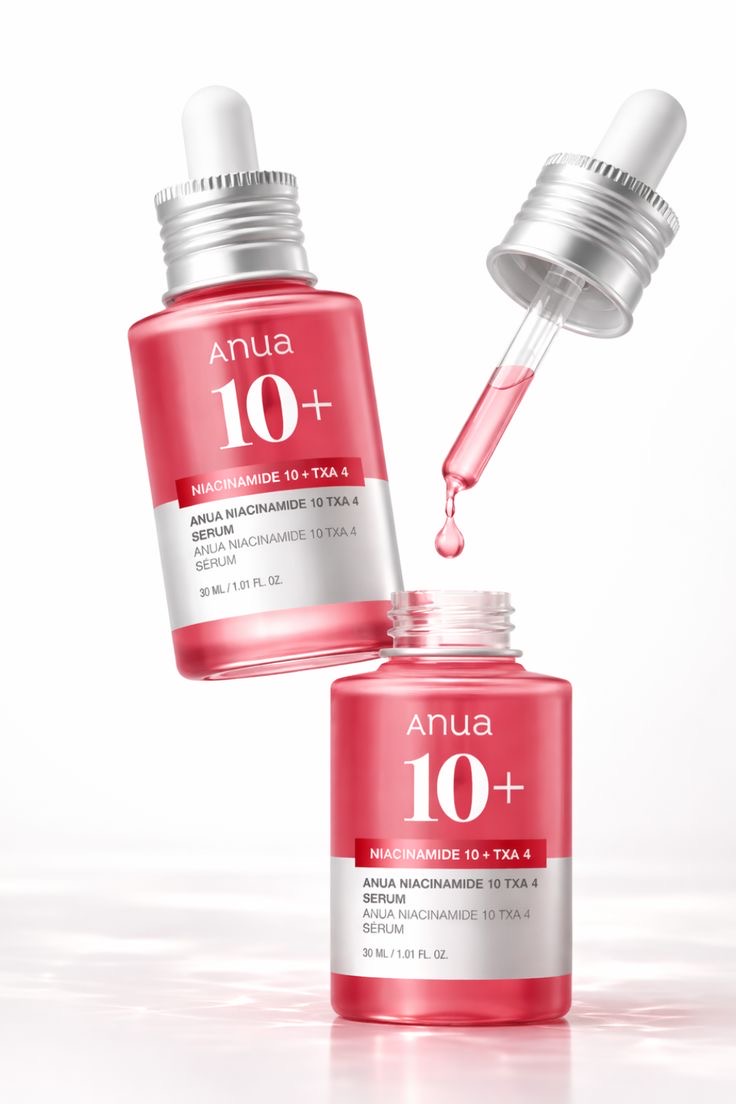 Anua
10+
NIACINAMIDE 10 + TXA 4
ANUA NIACINAMIDE 10 TXA 4
SERUM
ANUA NIACINAMIDE 10 TXA 4
SÉRUM
30 ML / 1.01 FL. OZ.
Anua
10+
NIACINAMIDE 10 + TXA 4
ANUA NIACINAMIDE 10 TXA 4
SERUM
ANUA NIACINAMIDE 10 TXA 4
SÉRUM
30 ML / 1.01 FL. OZ.